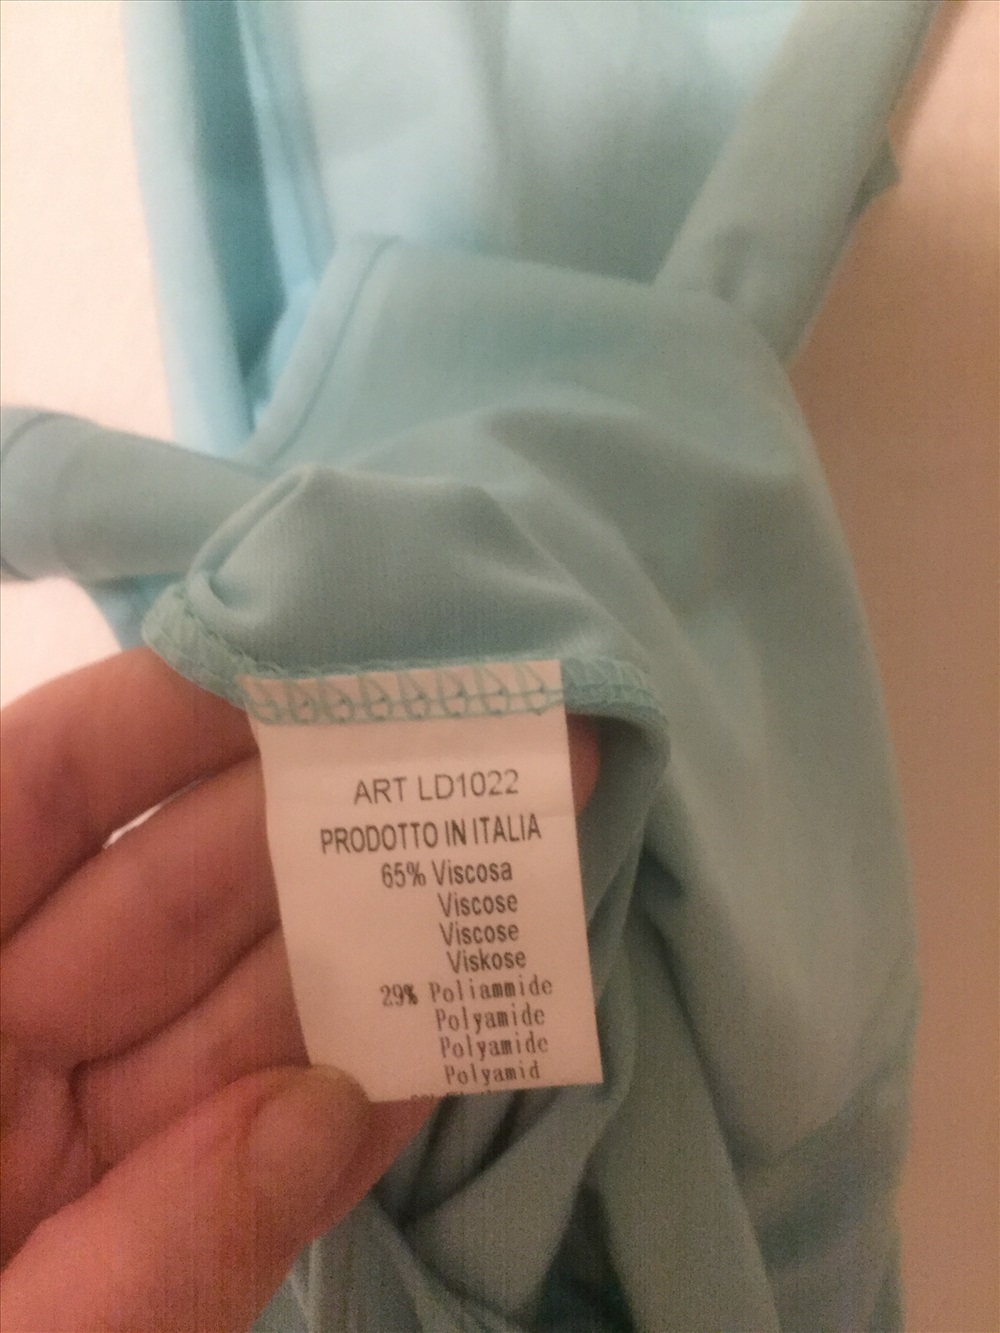 ART LD1022
PRODOTTO IN ITALIA
65% Viscosa
Viscose
Viscose
Viskose
29% Poliammide
Polyamide
Polyamide
Polyamid